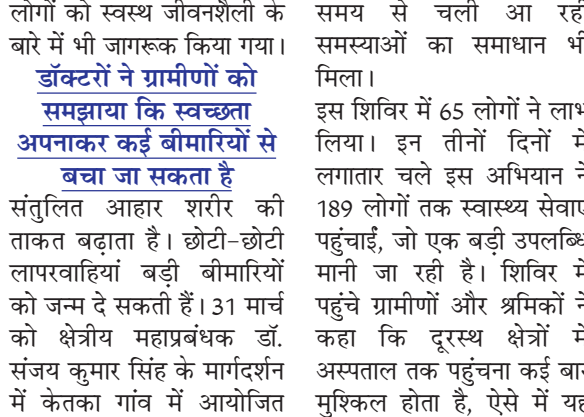 लोगों को स्वस्थ जीवनशैली के
बारे में भी जागरूक किया गया।
डॉक्टरों ने ग्रामीणों को
समझाया कि स्वच्छता
अपनाकर कई बीमारियों से
बचा जा सकता है
संतुलित आहार शरीर की
ताकत बढ़ाता है। छोटी-छोटी
लापरवाहियां बड़ी बीमारियों
को जन्म दे सकती हैं। 31 मार्च
को क्षेत्रीय महाप्रबंधक डॉ.
संजय कुमार सिंह के मार्गदर्शन
में केतका गांव में आयोजित
समय से चली आ रही
समस्याओं का समाधान भी
मिला।
इस शिविर में 65 लोगों ने लाभ
लिया। इन तीनों दिनों में
लगातार चले इस अभियान ने
189 लोगों तक स्वास्थ्य सेवाएं
पहुंचाईं, जो एक बड़ी उपलब्धि
मानी जा रही है। शिविर में
पहुंचे ग्रामीणों और श्रमिकों ने
कहा कि दूरस्थ क्षेत्रों में
अस्पताल तक पहुंचना कई बार
मुश्किल होता है, ऐसे में यह